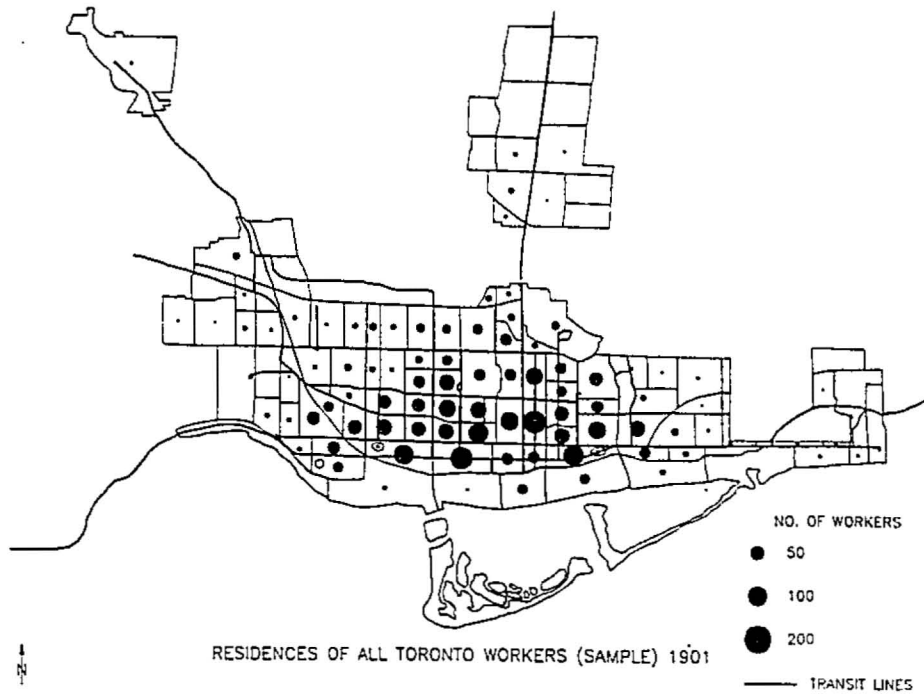 NO. OF WORKERS
50
100
200
TRANSIT LINES
RESIDENCES OF ALL TORONTO WORKERS (SAMPLE) 1901
N